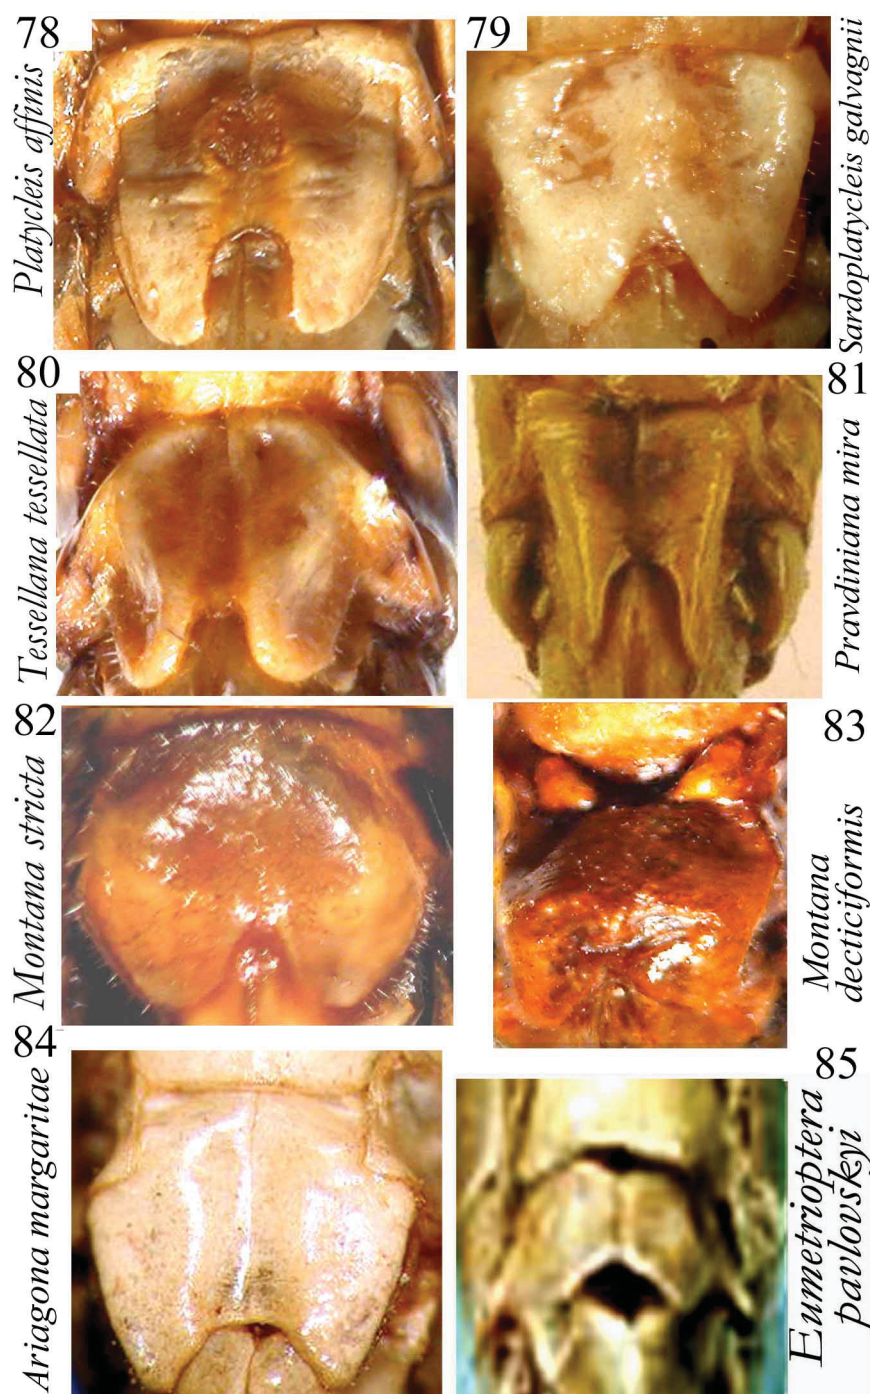 78
Platycleis affinis
79
Sardoplatycleis galvagnii
80
Tessellana tessellata
81
Pravdiniana mira
82
Montana stricta
83
Montana
decticiformis
84
Ariagona margaritae
85
Eumetrioptera
pavlovskyi